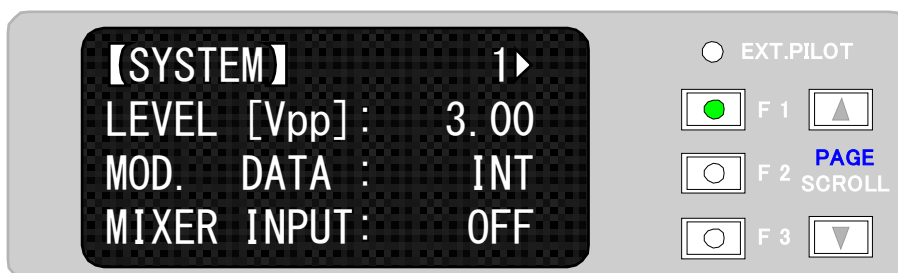 【SYSTEM】 1▶
LEVEL [Vpp]: 3.00
MOD. DATA : INT
MIXER INPUT: OFF
EXT.PILOT
F 1
F 2
PAGE
SCROLL
F 3